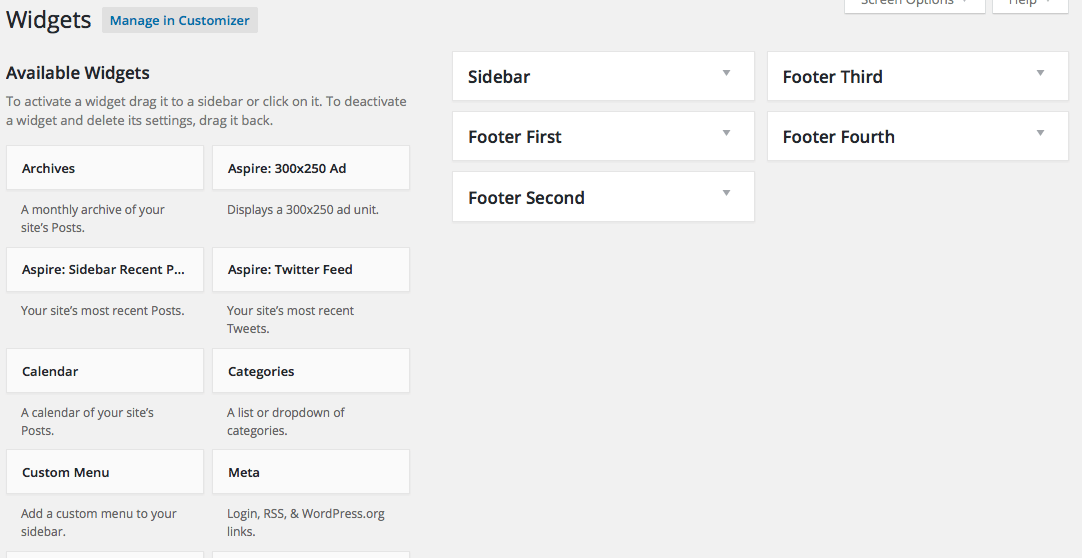 Widgets Manage in Customizer
Screen Options Help
Available Widgets
To activate a widget drag it to a sidebar or click on it. To deactivate
a widget and delete its settings, drag it back.
Archives
A monthly archive of your
site's Posts.
Aspire: 300x250 Ad
Displays a 300x250 ad unit.
Aspire: Sidebar Recent P...
Your site's most recent Posts.
Aspire: Twitter Feed
Your site's most recent
Tweets.
Calendar
A calendar of your site's
Posts.
Categories
A list or dropdown of
categories.
Custom Menu
Add a custom menu to your
sidebar.
Meta
Login, RSS, & WordPress.org
links.
Sidebar
Footer First
Footer Second
Footer Third
Footer Fourth